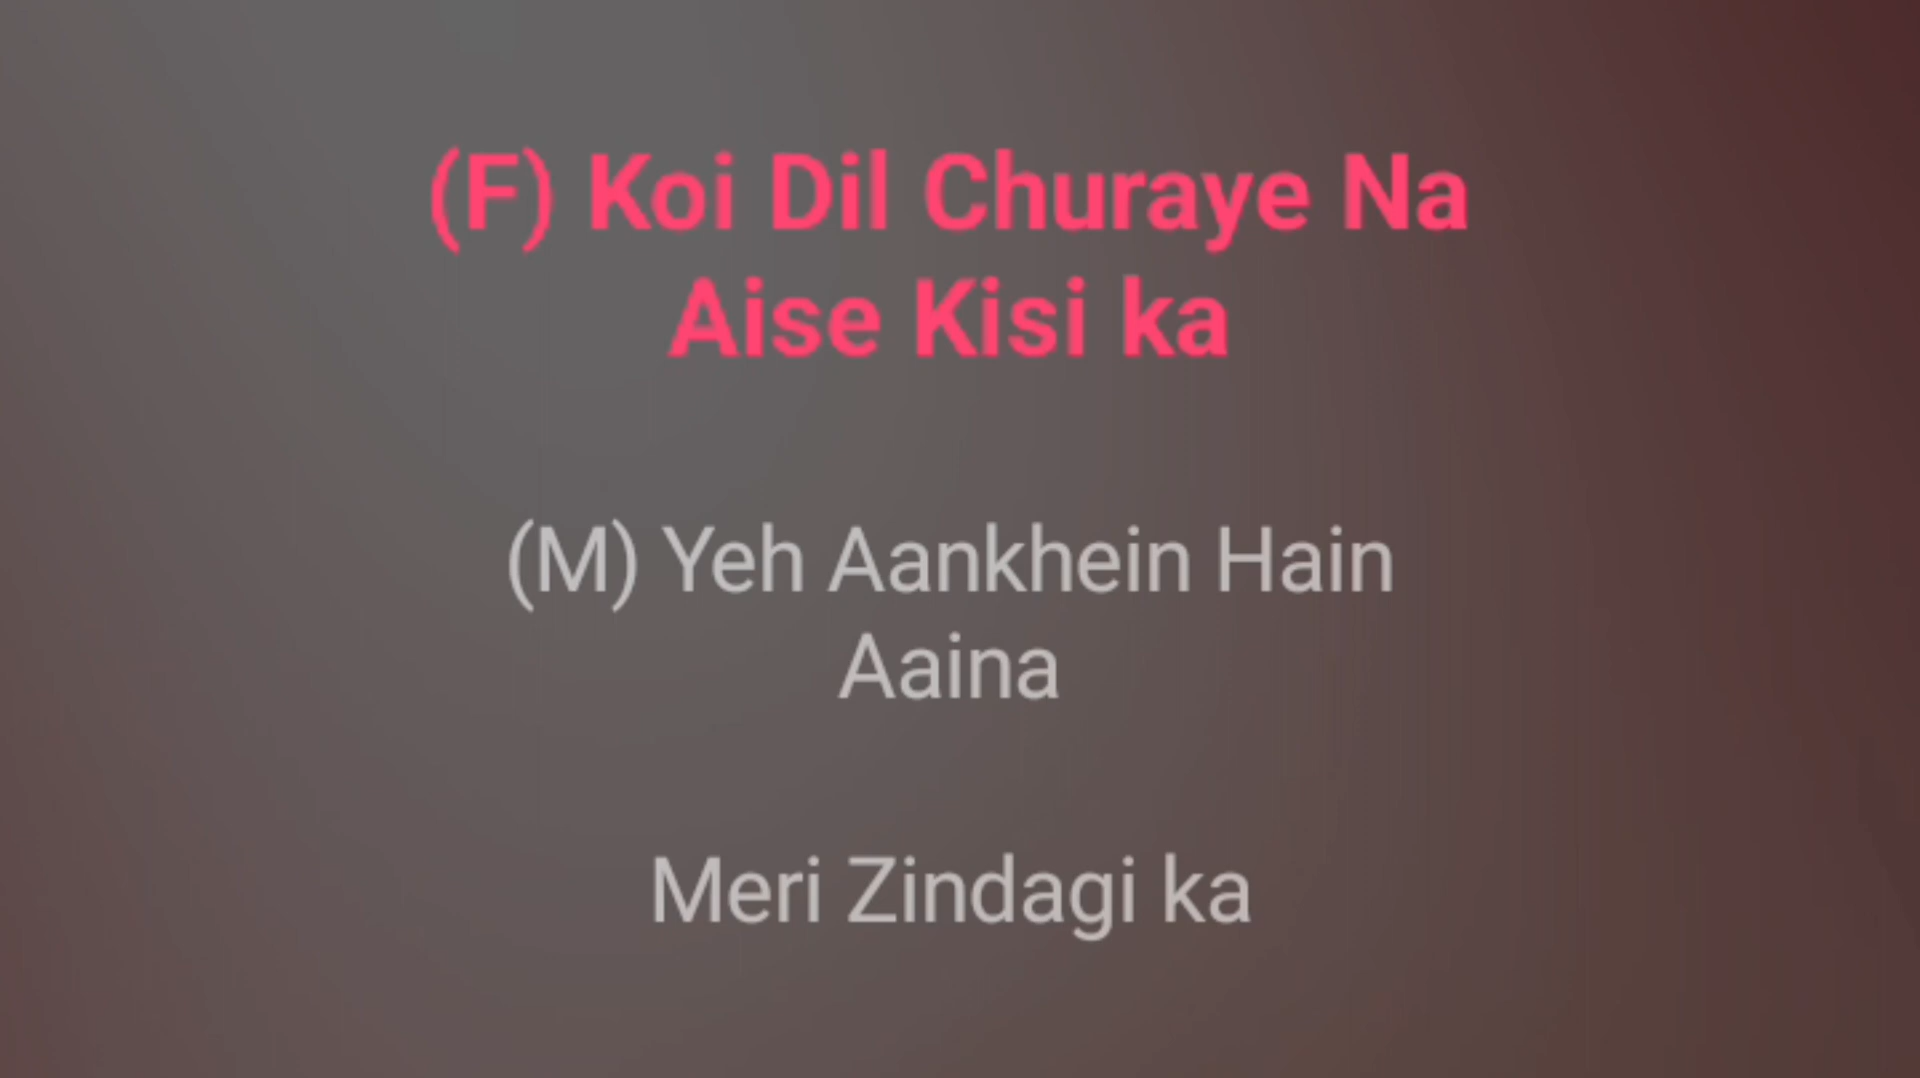 (F) Koi Dil Churaye Na
Aise Kisi ka
(M) Yeh Aankhein Hain
Aaina
Meri Zindagi ka